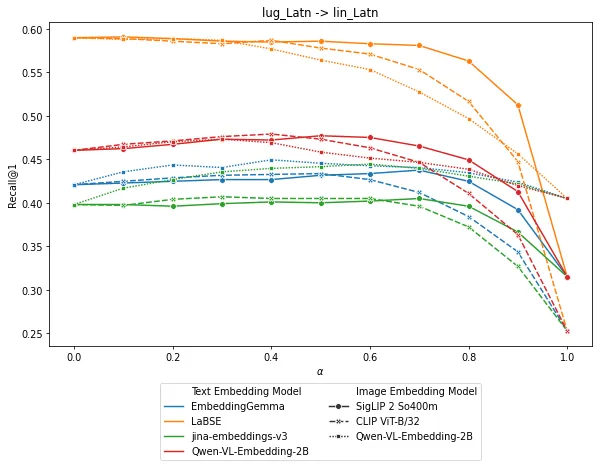 lug_Latn -> lin_Latn
Recall@1
0.60
0.55
0.50
0.45
0.40
0.35
0.30
0.25
0.0 0.2 0.4 0.6 0.8 1.0
α
Text Embedding Model
EmbeddingGemma
LaBSE
jina-embeddings-v3
Qwen-VL-Embedding-2B
Image Embedding Model
SigLIP 2 So400m
CLIP ViT-B/32
Qwen-VL-Embedding-2B